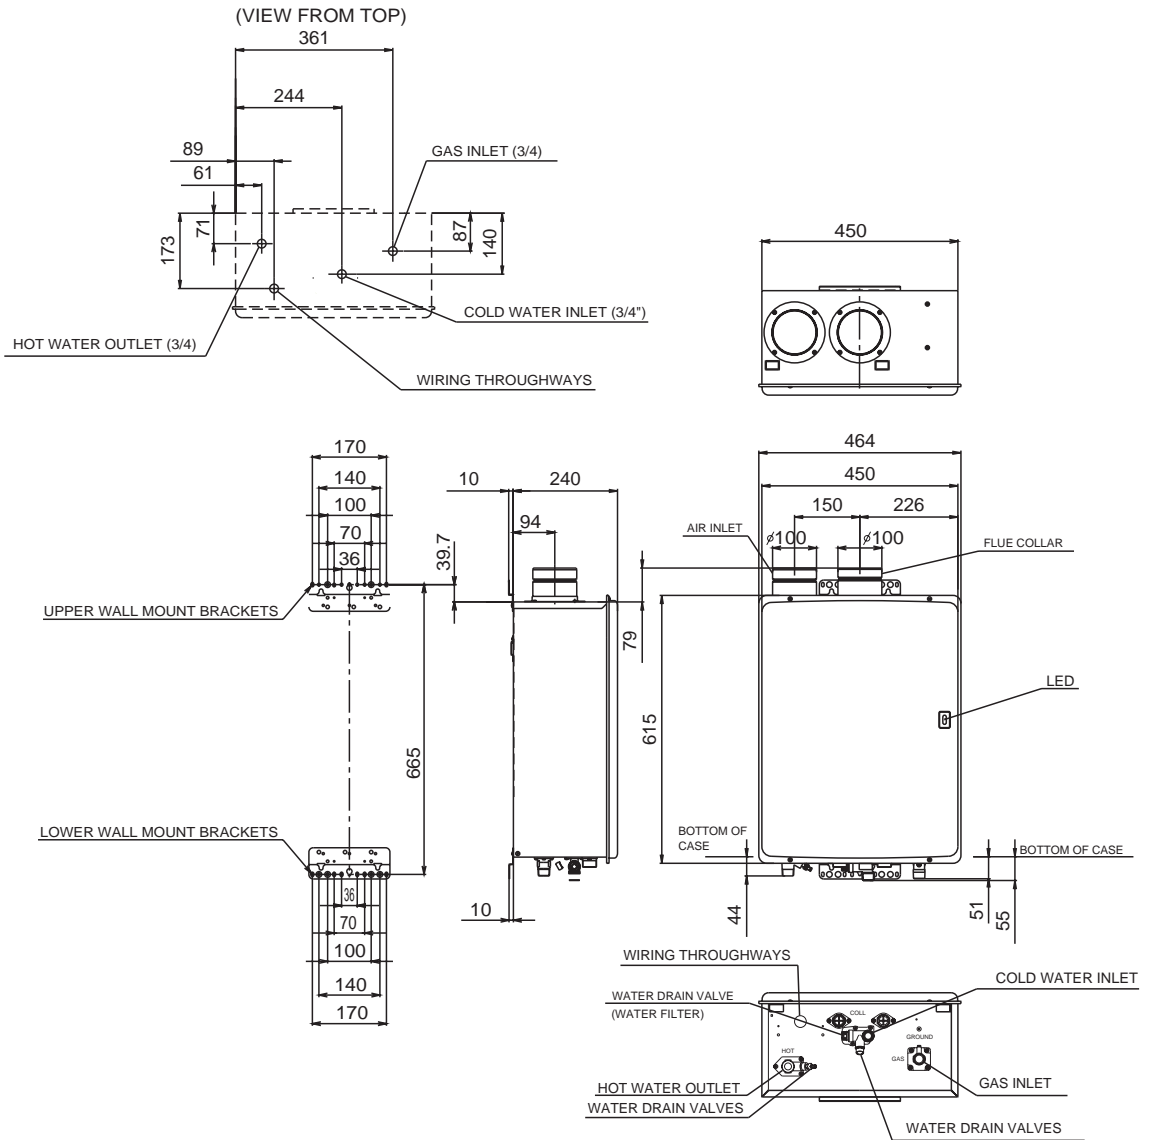 (VIEW FROM TOP)
361
244
89
GAS INLET (3/4)
61
71
173
87
140
COLD WATER INLET (3/4")
HOT WATER OUTLET (3/4)
WIRING THROUGHWAYS
450
170
140
100
70
36
UPPER WALL MOUNT BRACKETS
665
LOWER WALL MOUNT BRACKETS
36
70
100
140
170
10
240
94
39.7
10
79
464
450
150
226
AIR INLET
ø100
ø100
FLUE COLLAR
LED
615
BOTTOM OF
CASE
BOTTOM OF CASE
44
51
55
WIRING THROUGHWAYS
COLD WATER INLET
WATER DRAIN VALVE
(WATER FILTER)
COLL
GROUND
HOT
GAS
HOT WATER OUTLET
GAS INLET
WATER DRAIN VALVES
WATER DRAIN VALVES